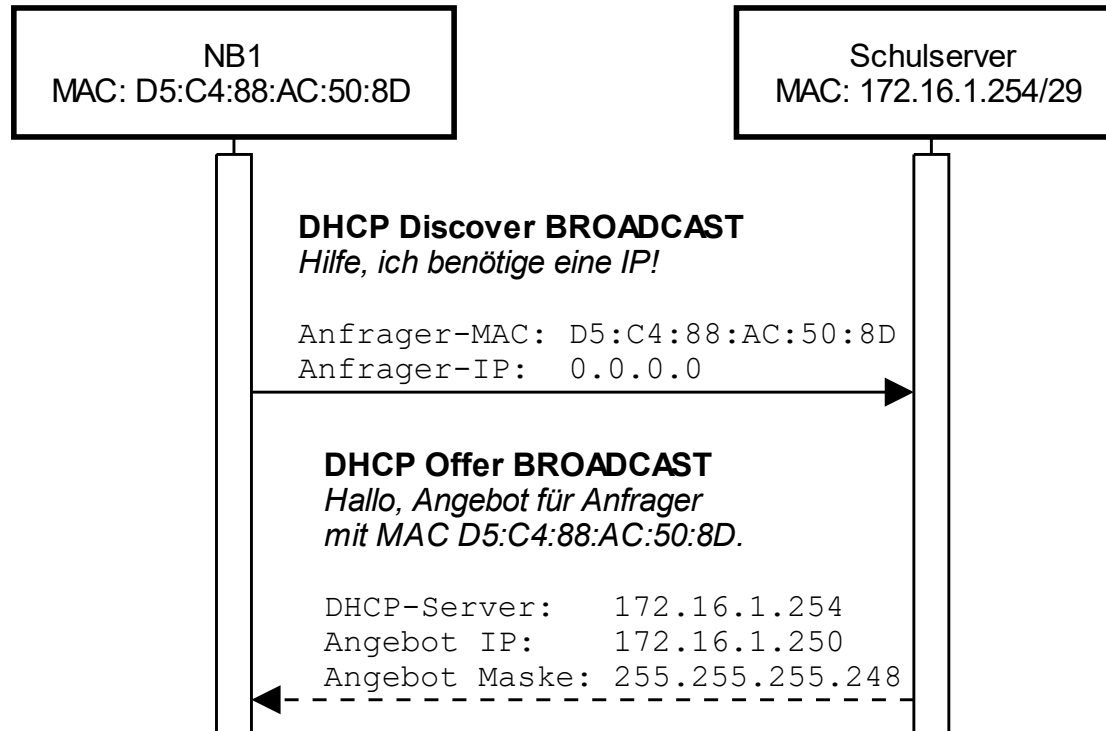 NB1
MAC: D5:C4:88:AC:50:8D
Schulserver
MAC: 172.16.1.254/29
DHCP Discover BROADCAST
Hilfe, ich benötige eine IP!
Anfrager-MAC: D5:C4:88:AC:50:8D
Anfrager-IP: 0.0.0.0
DHCP Offer BROADCAST
Hallo, Angebot für Anfrager
mit MAC D5:C4:88:AC:50:8D.
DHCP-Server: 172.16.1.254
Angebot IP: 172.16.1.250
Angebot Maske: 255.255.255.248